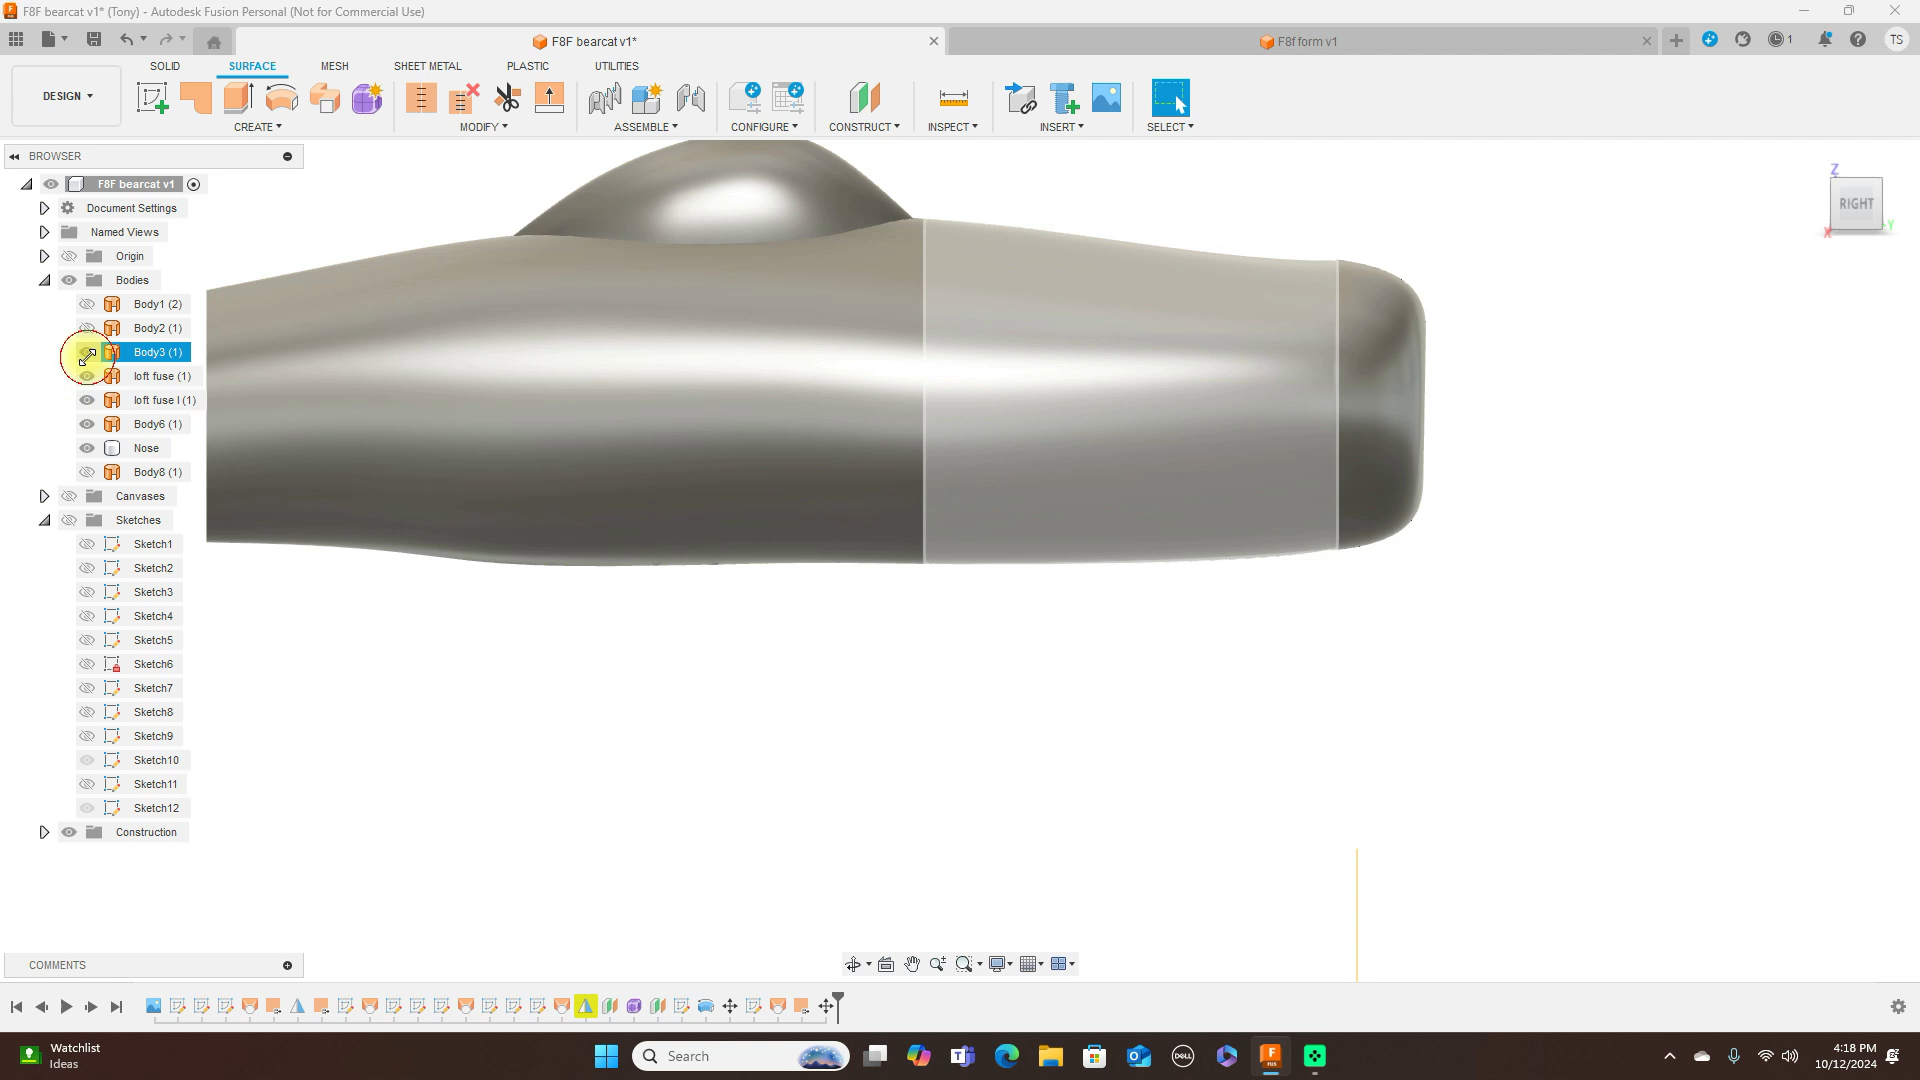 F8F bearcat v1* (Tony) - Autodesk Fusion Personal (Not for Commercial Use)
F8F bearcat v1*
F8f form v1
1
TS
SOLID
SURFACE
MESH
SHEET METAL
PLASTIC
UTILITIES
DESIGN
CREATE
MODIFY
ASSEMBLE
CONFIGURE
CONSTRUCT
INSPECT
INSERT
SELECT
BROWSER
F8F bearcat v1
Document Settings
Named Views
Origin
Bodies
Body1 (2)
Body2 (1)
Body3 (1)
loft fuse (1)
loft fuse l (1)
Body6 (1)
Nose
Body8 (1)
Canvases
Sketches
Sketch1
Sketch2
Sketch3
Sketch4
Sketch5
Sketch6
Sketch7
Sketch8
Sketch9
Sketch10
Sketch11
Sketch12
Construction
Z
RIGHT
X
Y
COMMENTS
Watchlist
Ideas
Search
DELL
FUS
4:18 PM
10/12/2024